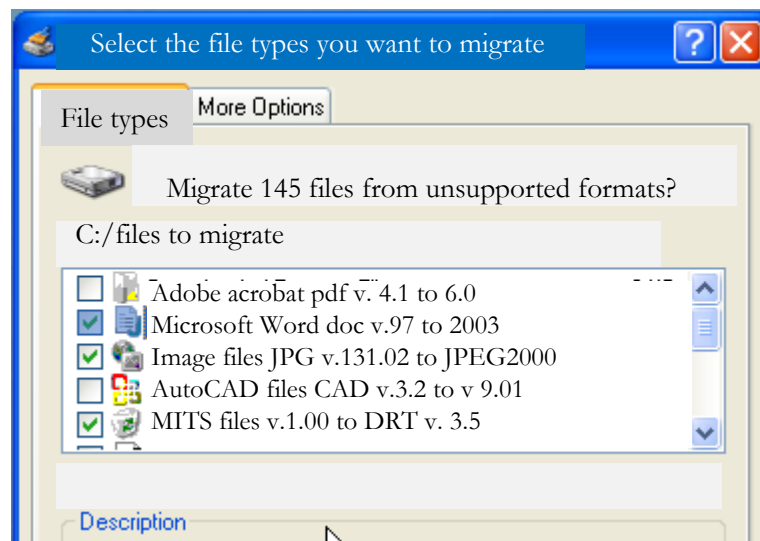 Select the file types you want to migrate
File types
More Options
Migrate 145 files from unsupported formats?
C:/files to migrate
Adobe acrobat pdf v. 4.1 to 6.0
Microsoft Word doc v.97 to 2003
Image files JPG v.131.02 to JPEG2000
AutoCAD files CAD v.3.2 to v 9.01
MITS files v.1.00 to DRT v. 3.5
Description